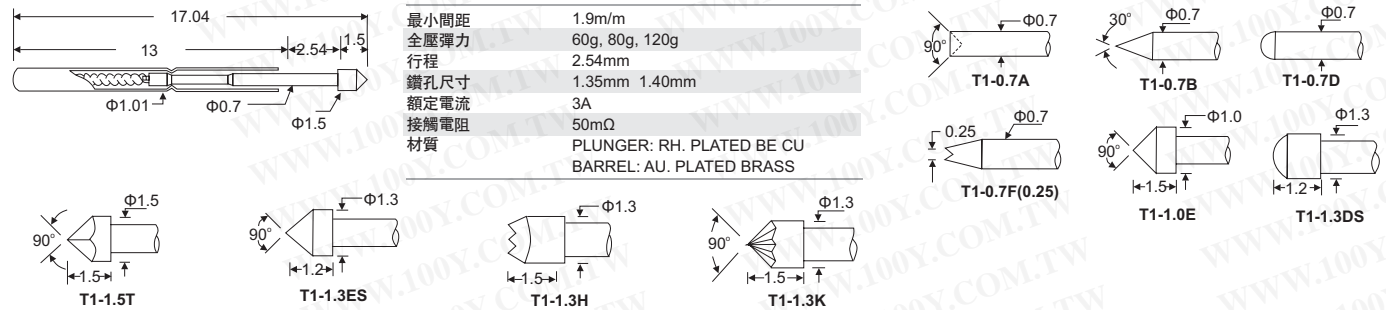 17.04
13
2.54
1.5
Φ1.01
Φ0.7
Φ1.5
最小間距 1.9m/m
全壓彈力 60g, 80g, 120g
行程 2.54mm
鑽孔尺寸 1.35mm 1.40mm
額定電流 3A
接觸電阻 50mΩ
材質 PLUNGER: RH. PLATED BE CU
BARREL: AU. PLATED BRASS
90° Φ0.7
T1-0.7A
30° Φ0.7
T1-0.7B
Φ0.7
T1-0.7D
0.25 Φ0.7
T1-0.7F(0.25)
90° Φ1.0
1.5
T1-1.0E
Φ1.3
1.2
T1-1.3DS
90° Φ1.5
1.5
T1-1.5T
90° Φ1.3
1.2
T1-1.3ES
Φ1.3
1.5
T1-1.3H
90° Φ1.3
1.5
T1-1.3K
WWW.100Y.COM.TW